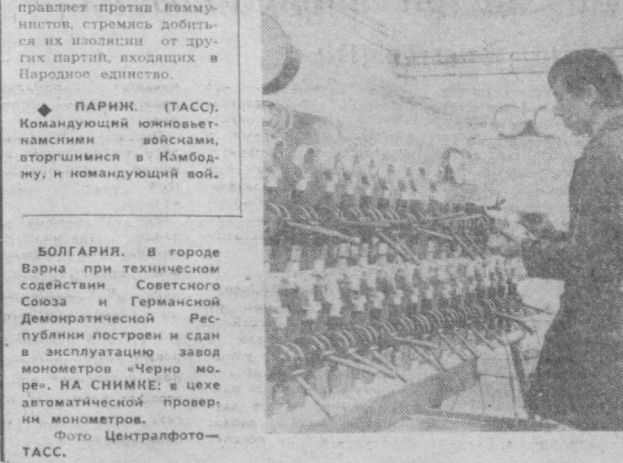 правляет против комму-
нистов, стремясь добить-
ся их изоляции от дру-
гих партий, входящих в
Народное единство.
◆ ПАРИЖ. (ТАСС).
Командующий южновьет-
намскими войсками,
вторгшимися в Камбод-
жу, и командующий вой.
БОЛГАРИЯ. В городе
Варна при техническом
содействии Советского
Союза и Германской
Демократической Рес-
публики построен и сдан
в эксплуатацию завод
монометров «Черно мо-
ре». НА СНИМКЕ: в цехе
автоматической провер-
ки монометров.
Фото Централфото—
ТАСС.